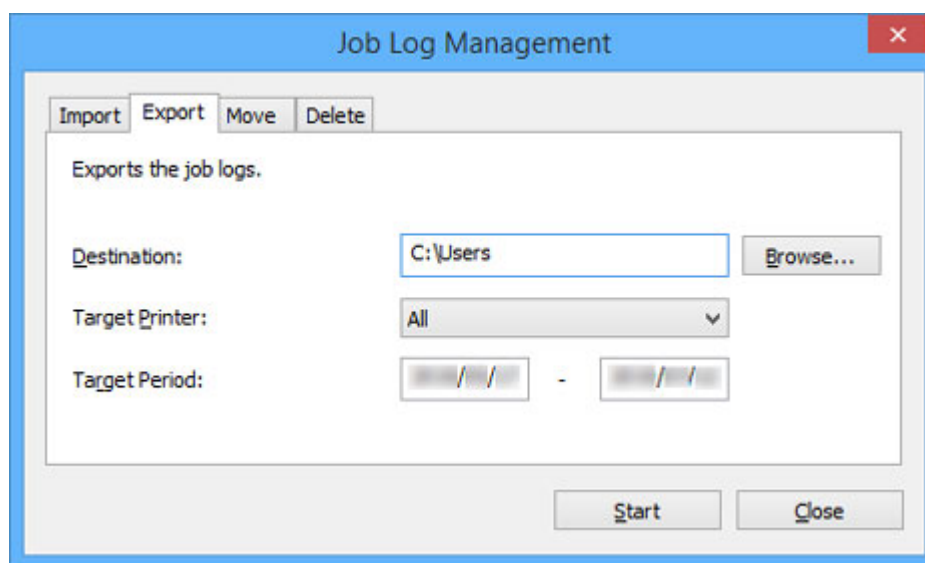 Job Log Management
Import Export Move Delete
Exports the job logs.
Destination: C:\Users Browse...
Target Printer: All
Target Period: / / - / /
Start Close